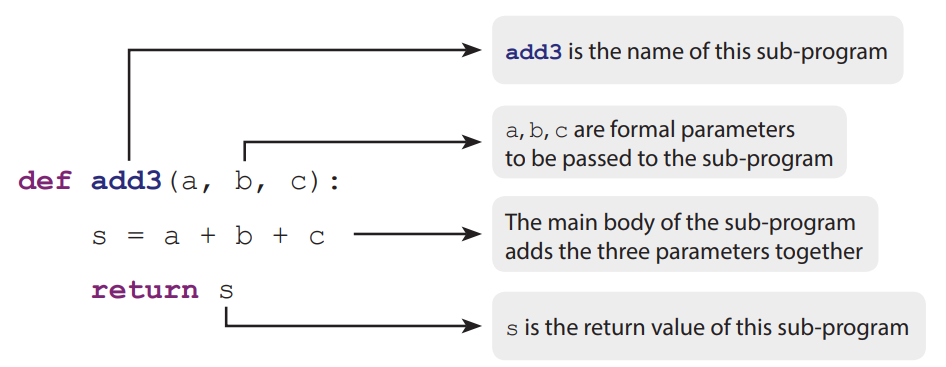 add3 is the name of this sub-program
a, b, c are formal parameters
to be passed to the sub-program
def add3(a, b, c):
s = a + b + c
The main body of the sub-program
adds the three parameters together
return s
s is the return value of this sub-program